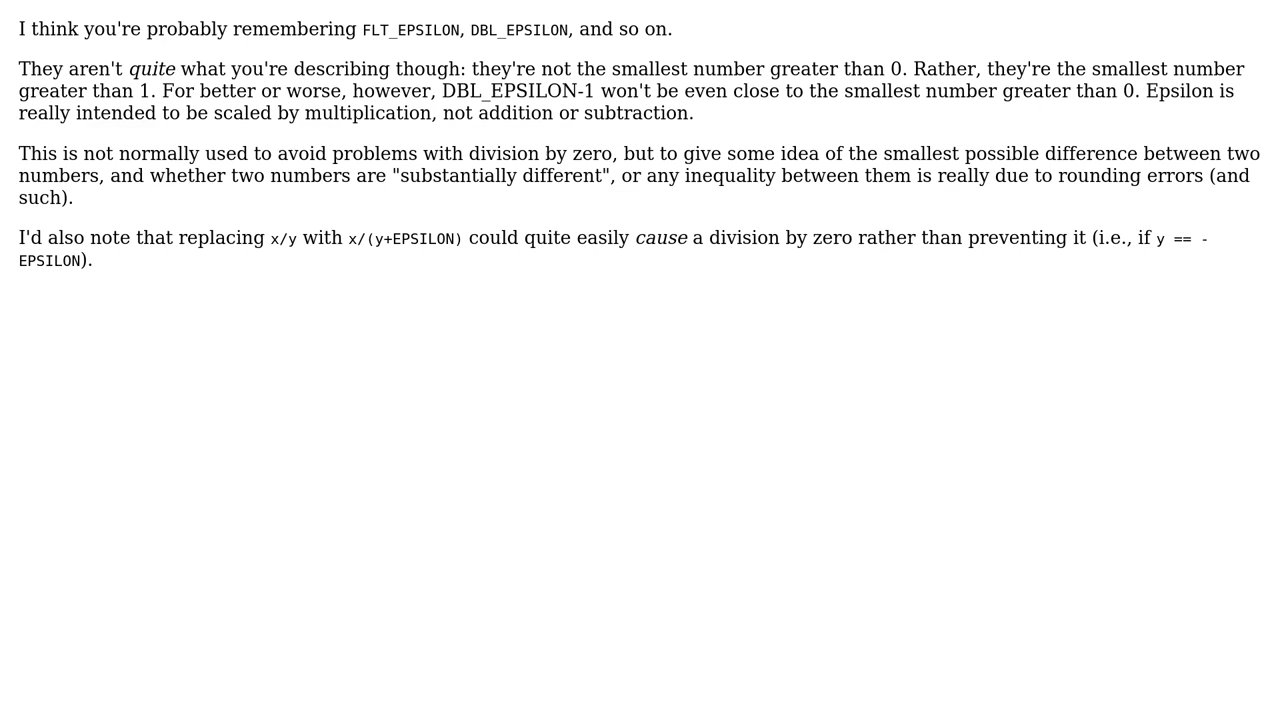 I think you're probably remembering FLT_EPSILON, DBL_EPSILON, and so on.
They aren't quite what you're describing though: they're not the smallest number greater than 0. Rather, they're the smallest number
greater than 1. For better or worse, however, DBL_EPSILON-1 won't be even close to the smallest number greater than 0. Epsilon is
really intended to be scaled by multiplication, not addition or subtraction.
This is not normally used to avoid problems with division by zero, but to give some idea of the smallest possible difference between two
numbers, and whether two numbers are "substantially different", or any inequality between them is really due to rounding errors (and
such).
I'd also note that replacing x/y with x/(y+EPSILON) could quite easily cause a division by zero rather than preventing it (i.e., if y == -
EPSILON).